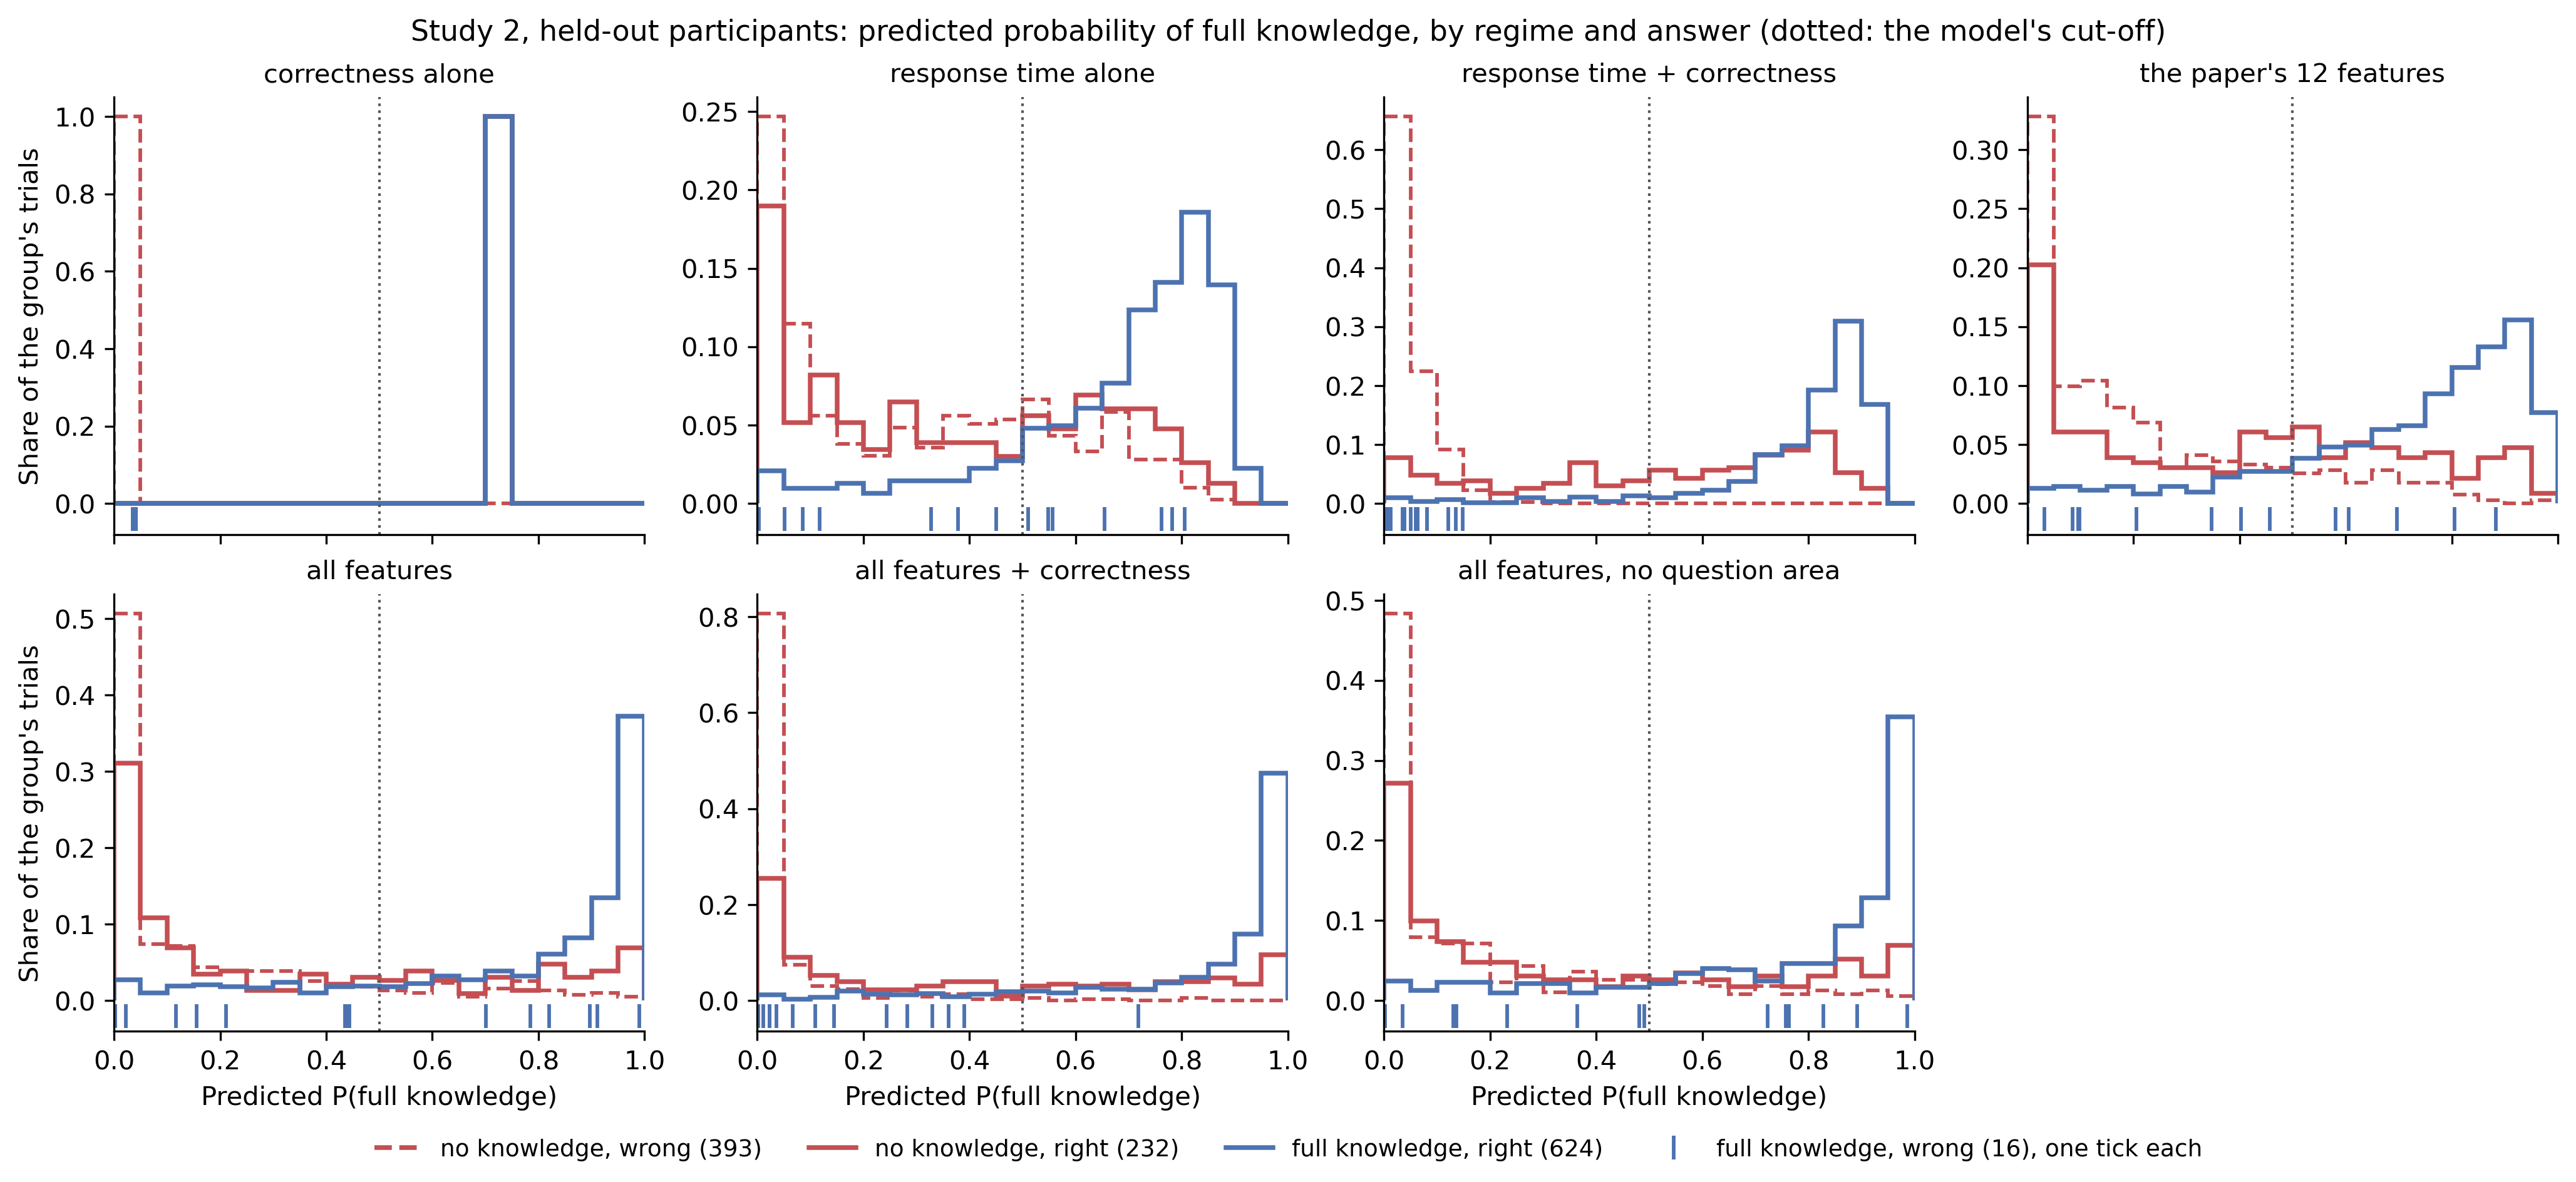 Study 2, held-out participants: predicted probability of full knowledge, by regime and answer (dotted: the model's cut-off)
correctness alone
response time alone
response time + correctness
the paper's 12 features
Share of the group's trials
1.0
0.8
0.6
0.4
0.2
0.0
0.25
0.20
0.15
0.10
0.05
0.00
0.6
0.5
0.4
0.3
0.2
0.1
0.0
0.30
0.25
0.20
0.15
0.10
0.05
0.00
all features
all features + correctness
all features, no question area
Share of the group's trials
0.5
0.4
0.3
0.2
0.1
0.0
0.8
0.6
0.4
0.2
0.0
0.5
0.4
0.3
0.2
0.1
0.0
0.0 0.2 0.4 0.6 0.8 1.0
0.0 0.2 0.4 0.6 0.8 1.0
0.0 0.2 0.4 0.6 0.8 1.0
Predicted P(full knowledge)
Predicted P(full knowledge)
Predicted P(full knowledge)
no knowledge, wrong (393)
no knowledge, right (232)
full knowledge, right (624)
full knowledge, wrong (16), one tick each